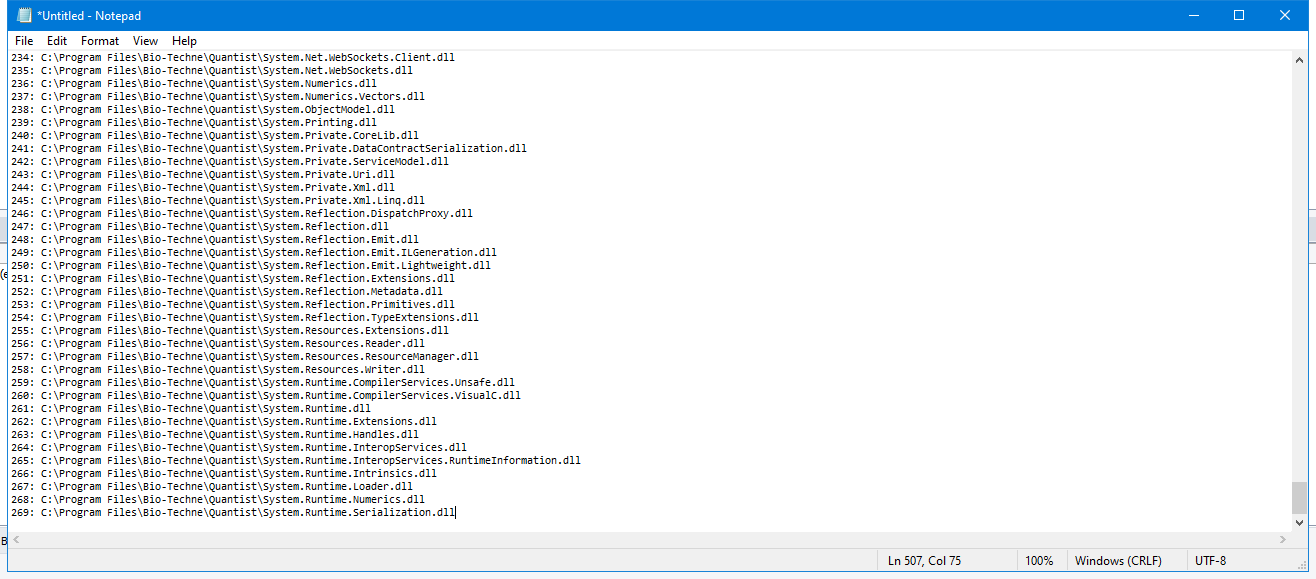 *Untitled - Notepad
File Edit Format View Help
234: C:\Program Files\Bio-Techne\Quantist\System.Net.WebSockets.Client.dll
235: C:\Program Files\Bio-Techne\Quantist\System.Net.WebSockets.dll
236: C:\Program Files\Bio-Techne\Quantist\System.Numerics.dll
237: C:\Program Files\Bio-Techne\Quantist\System.Numerics.Vectors.dll
238: C:\Program Files\Bio-Techne\Quantist\System.ObjectModel.dll
239: C:\Program Files\Bio-Techne\Quantist\System.Printing.dll
240: C:\Program Files\Bio-Techne\Quantist\System.Private.CoreLib.dll
241: C:\Program Files\Bio-Techne\Quantist\System.Private.DataContractSerialization.dll
242: C:\Program Files\Bio-Techne\Quantist\System.Private.ServiceModel.dll
243: C:\Program Files\Bio-Techne\Quantist\System.Private.Uri.dll
244: C:\Program Files\Bio-Techne\Quantist\System.Private.Xml.dll
245: C:\Program Files\Bio-Techne\Quantist\System.Private.Xml.Linq.dll
246: C:\Program Files\Bio-Techne\Quantist\System.Reflection.DispatchProxy.dll
247: C:\Program Files\Bio-Techne\Quantist\System.Reflection.dll
248: C:\Program Files\Bio-Techne\Quantist\System.Reflection.Emit.dll
249: C:\Program Files\Bio-Techne\Quantist\System.Reflection.Emit.ILGeneration.dll
250: C:\Program Files\Bio-Techne\Quantist\System.Reflection.Emit.Lightweight.dll
251: C:\Program Files\Bio-Techne\Quantist\System.Reflection.Extensions.dll
252: C:\Program Files\Bio-Techne\Quantist\System.Reflection.Metadata.dll
253: C:\Program Files\Bio-Techne\Quantist\System.Reflection.Primitives.dll
254: C:\Program Files\Bio-Techne\Quantist\System.Reflection.TypeExtensions.dll
255: C:\Program Files\Bio-Techne\Quantist\System.Resources.Extensions.dll
256: C:\Program Files\Bio-Techne\Quantist\System.Resources.Reader.dll
257: C:\Program Files\Bio-Techne\Quantist\System.Resources.ResourceManager.dll
258: C:\Program Files\Bio-Techne\Quantist\System.Resources.Writer.dll
259: C:\Program Files\Bio-Techne\Quantist\System.Runtime.CompilerServices.Unsafe.dll
260: C:\Program Files\Bio-Techne\Quantist\System.Runtime.CompilerServices.VisualC.dll
261: C:\Program Files\Bio-Techne\Quantist\System.Runtime.dll
262: C:\Program Files\Bio-Techne\Quantist\System.Runtime.Extensions.dll
263: C:\Program Files\Bio-Techne\Quantist\System.Runtime.Handles.dll
264: C:\Program Files\Bio-Techne\Quantist\System.Runtime.InteropServices.dll
265: C:\Program Files\Bio-Techne\Quantist\System.Runtime.InteropServices.RuntimeInformation.dll
266: C:\Program Files\Bio-Techne\Quantist\System.Runtime.Intrinsics.dll
267: C:\Program Files\Bio-Techne\Quantist\System.Runtime.Loader.dll
268: C:\Program Files\Bio-Techne\Quantist\System.Runtime.Numerics.dll
269: C:\Program Files\Bio-Techne\Quantist\System.Runtime.Serialization.dll
Ln 507, Col 75 100% Windows (CRLF) UTF-8